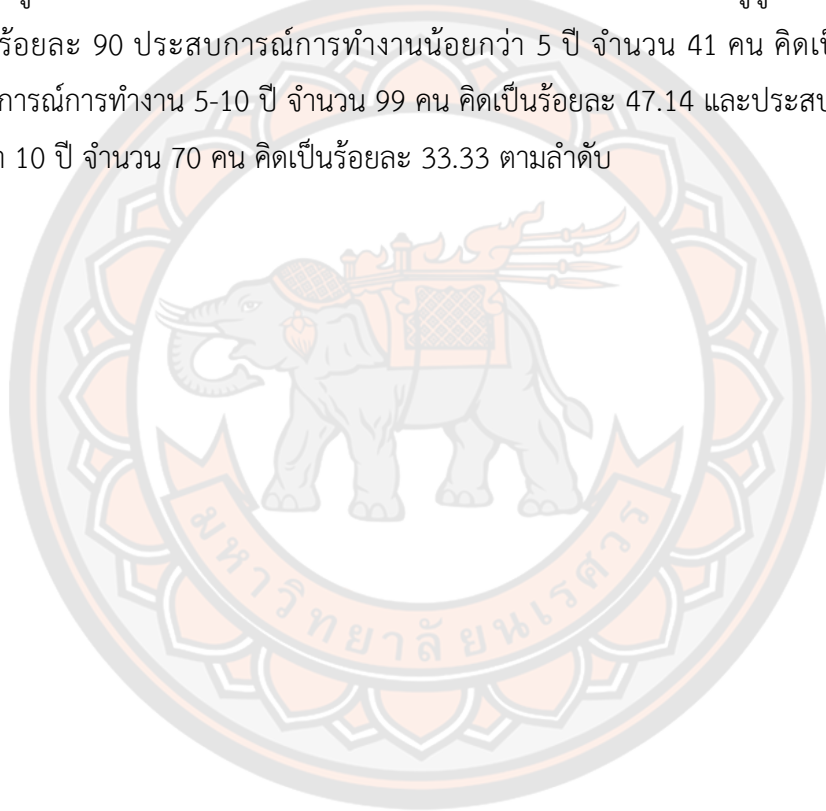 ร้อยละ 90 ประสบการณ์การทำงานน้อยกว่า 5 ปี จำนวน 41 คน คิดเป็
การณ์การทำงาน 5-10 ปี จำนวน 99 คน คิดเป็นร้อยละ 47.14 และประสบ
10 ปี จำนวน 70 คน คิดเป็นร้อยละ 33.33 ตามลำดับ
มหาวิทยาลัยนเรศวร